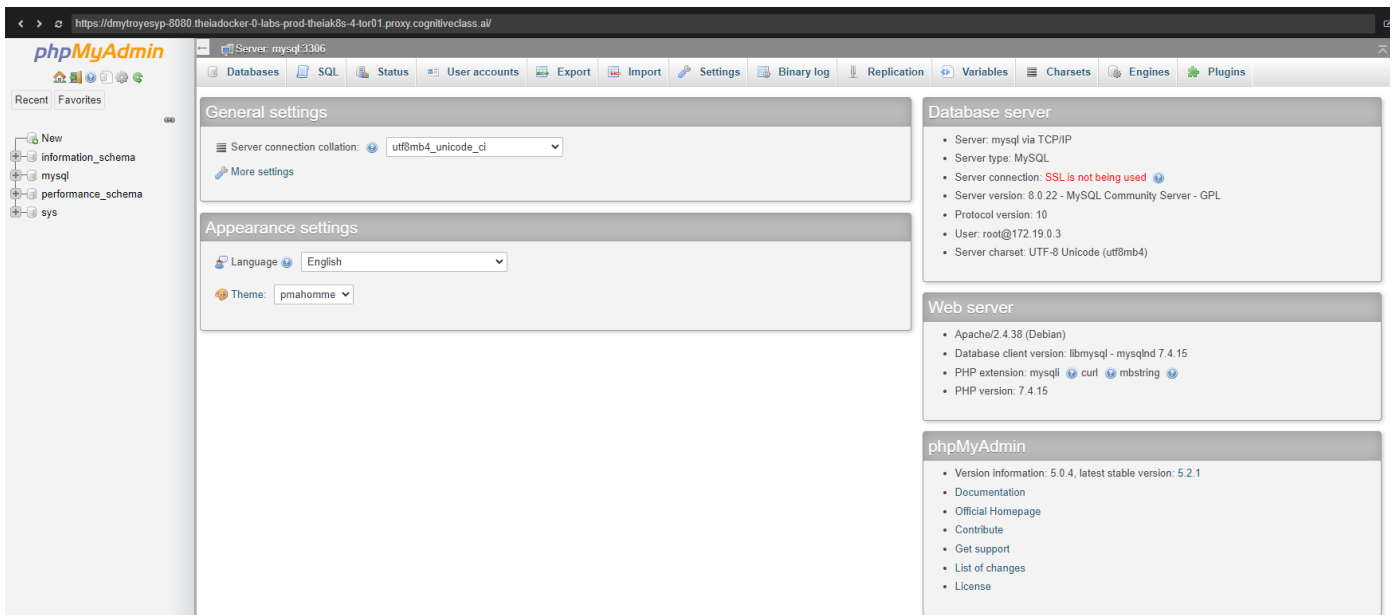 https://dmytroyesyp-8080.theiadocker-0-labs-prod-theiak8s-4-tor01.proxy.cognitiveclass.ai/
phpMyAdmin
Recent Favorites
New
information_schema
mysql
performance_schema
sys
Server: mysql:3306
Databases SQL Status User accounts Export Import Settings Binary log Replication Variables Charsets Engines Plugins
General settings
Server connection collation: utf8mb4_unicode_ci
More settings
Appearance settings
Language English
Theme: pmahomme
Database server
Server: mysql via TCP/IP
Server type: MySQL
Server connection: SSL is not being used
Server version: 8.0.22 - MySQL Community Server - GPL
Protocol version: 10
User: root@172.19.0.3
Server charset: UTF-8 Unicode (utf8mb4)
Web server
Apache/2.4.38 (Debian)
Database client version: libmysql - mysqlnd 7.4.15
PHP extension: mysqli curl mbstring
PHP version: 7.4.15
phpMyAdmin
Version information: 5.0.4, latest stable version: 5.2.1
Documentation
Official Homepage
Contribute
Get support
List of changes
License